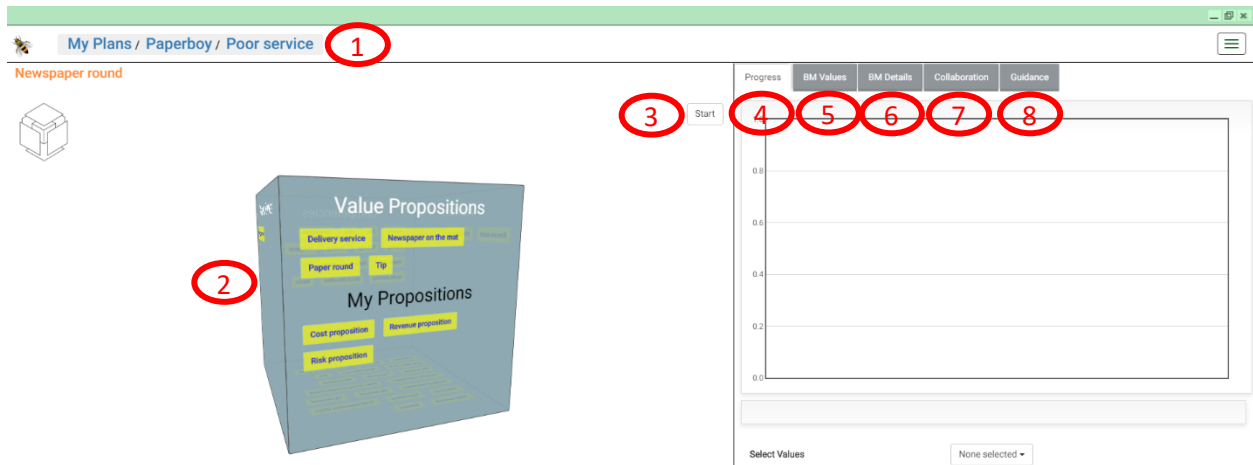 My Plans / Paperboy / Poor service
1
Newspaper round
Start
3
2
Value Propositions
Delivery service
Newspaper on the mat
Paper round
Tip
My Propositions
Cost proposition
Revenue proposition
Risk proposition
Progress
BM Values
BM Details
Collaboration
Guidance
4
5
6
7
8
0.8
0.6
0.4
0.2
0.0
Select Values
None selected